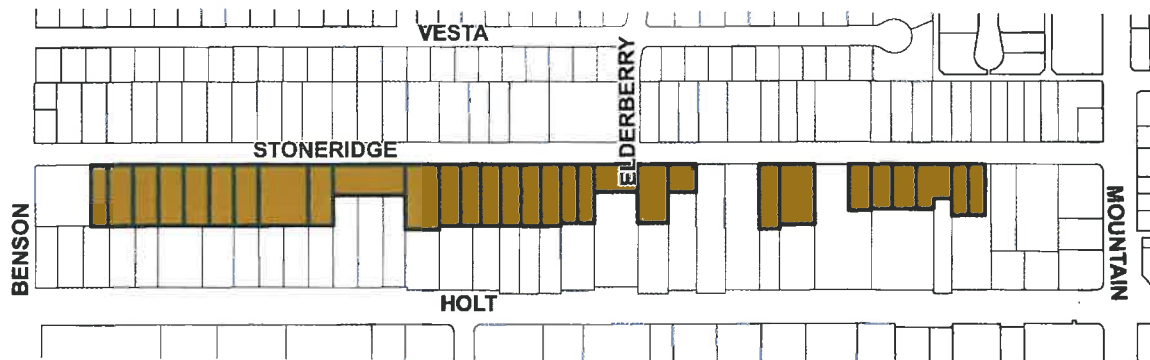 VESTA
ELDERBERRY
STONERIDGE
BENSON
MOUNTAIN
HOLT